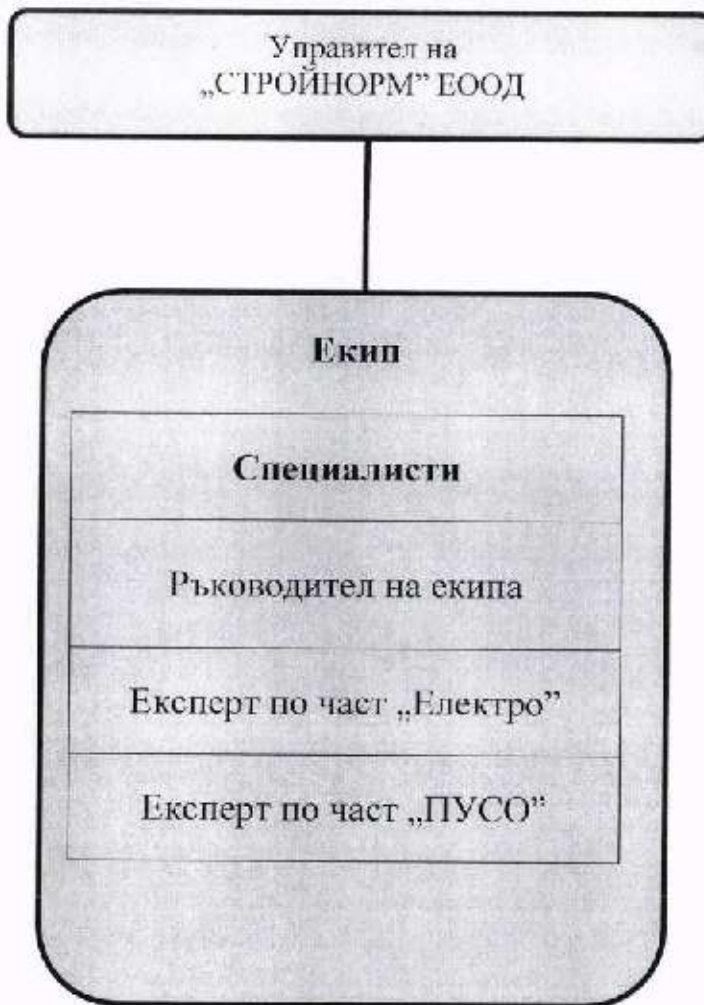 Управител на
„СТРОЙНОРМ” ЕООД
Екип
Специалисти
Ръководител на екипа
Експерт по част „Електро”
Експерт по част „ПУСО”